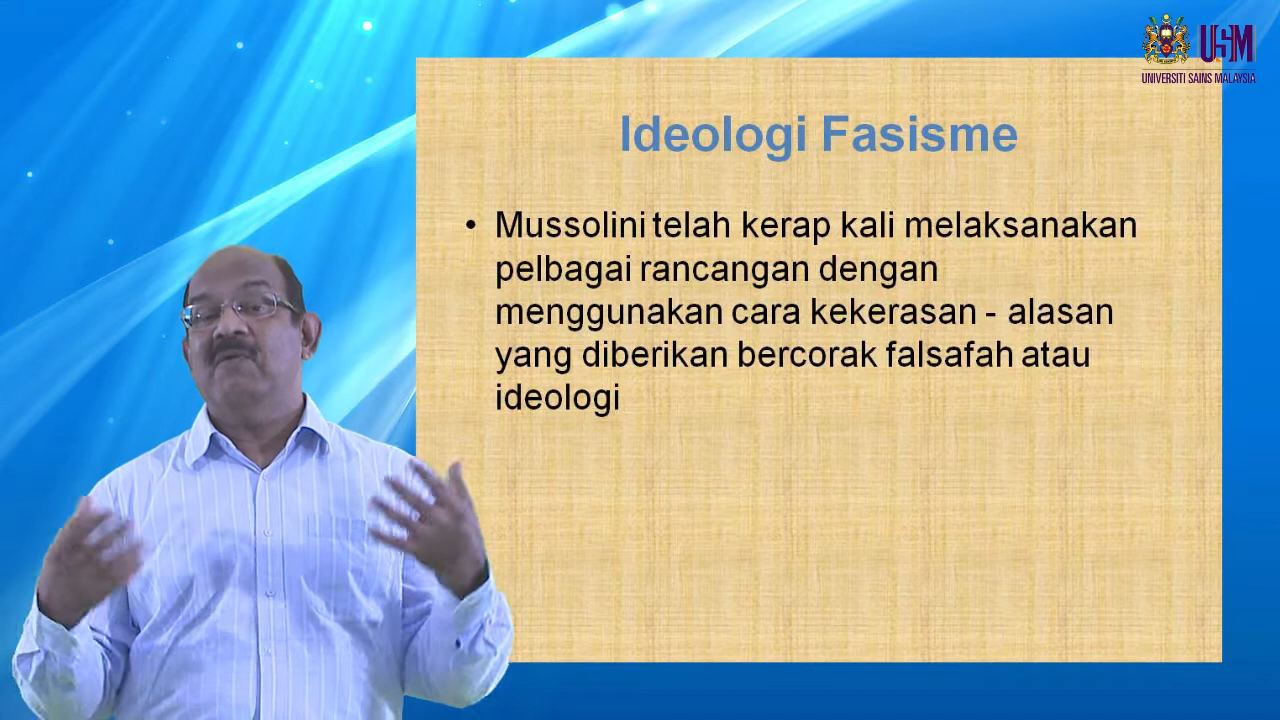 USM
UNIVERSITI SAINS MALAYSIA
Ideologi Fasisme
• Mussolini telah kerap kali melaksanakan
pelbagai rancangan dengan
menggunakan cara kekerasan - alasan
yang diberikan bercorak falsafah atau
ideologi